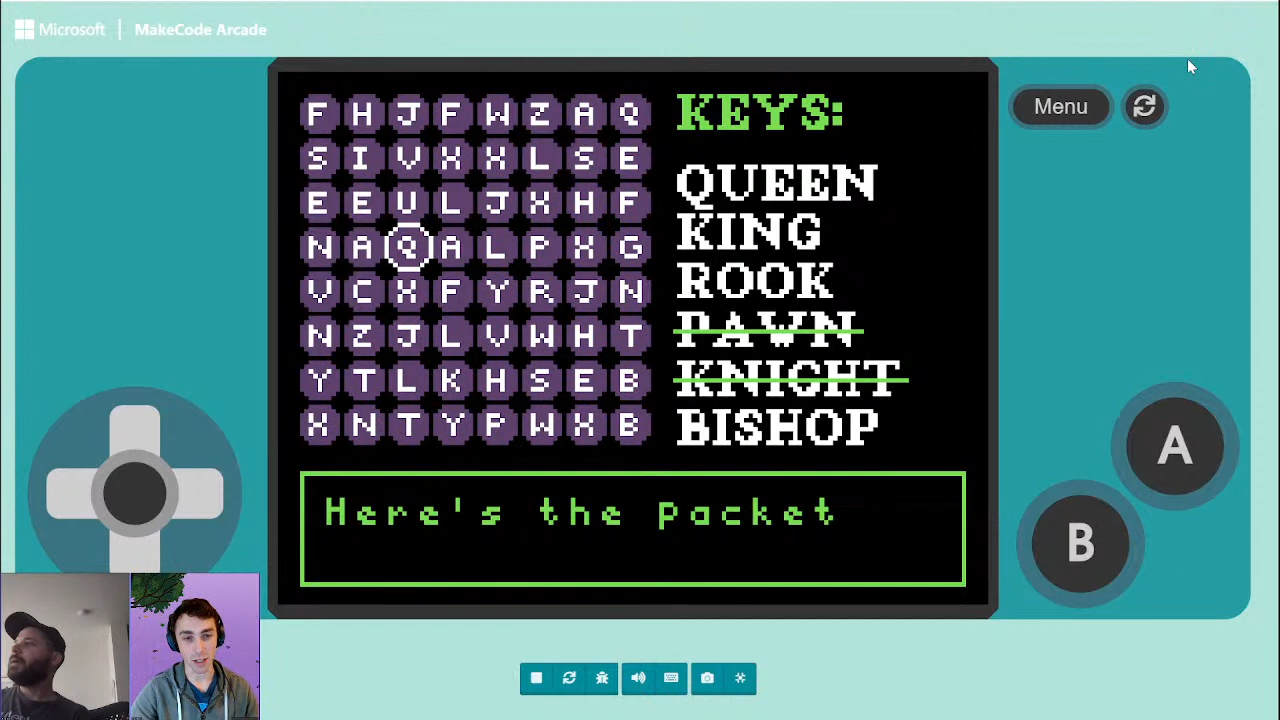 Microsoft | MakeCode Arcade
Menu
F H J F W Z A Q
S I V X X L S E
E E U L J X H F
N A Q A L P X G
V C X F Y R J N
N Z J L V W H T
Y T L K H S E B
X N T Y P W X B
KEYS:
QUEEN
KING
ROOK
PAWN
KNIGHT
BISHOP
Here's the packet
A
B